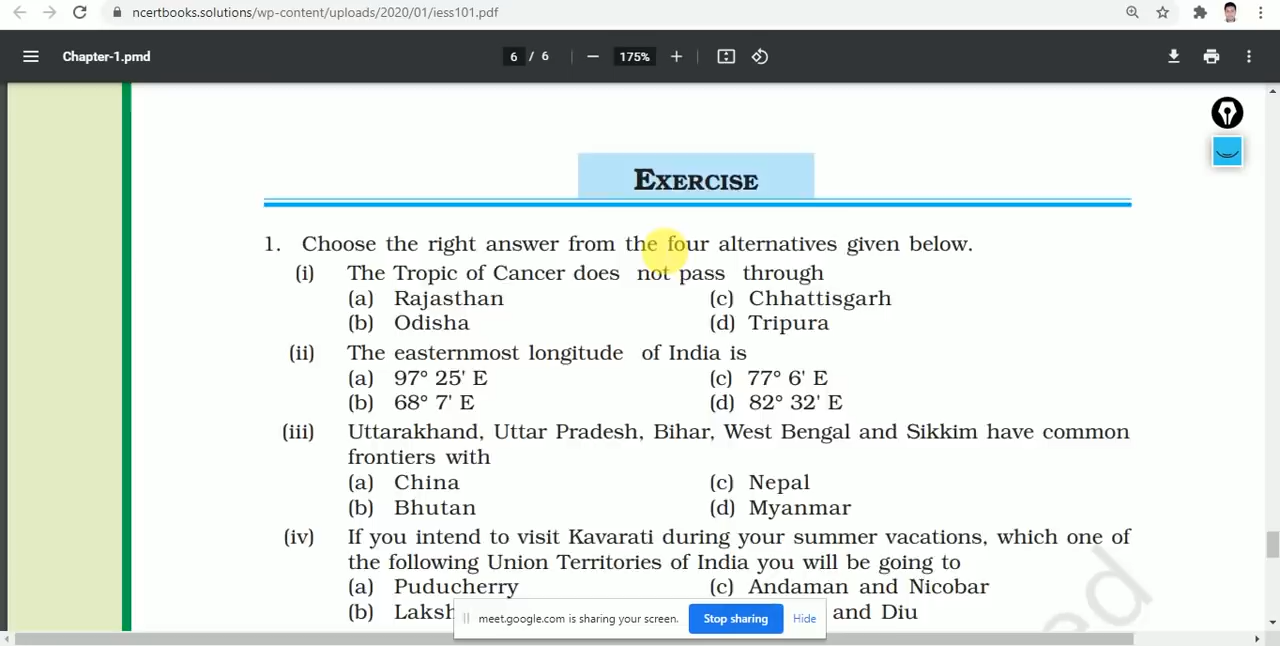 ncertbooks.solutions/wp-content/uploads/2020/01/iess101.pdf
Chapter-1.pmd 6 / 6 175%
EXERCISE
1. Choose the right answer from the four alternatives given below.
(i) The Tropic of Cancer does not pass through
(a) Rajasthan (c) Chhattisgarh
(b) Odisha (d) Tripura
(ii) The easternmost longitude of India is
(a) 97° 25' E (c) 77° 6' E
(b) 68° 7' E (d) 82° 32' E
(iii) Uttarakhand, Uttar Pradesh, Bihar, West Bengal and Sikkim have common
frontiers with
(a) China (c) Nepal
(b) Bhutan (d) Myanmar
(iv) If you intend to visit Kavarati during your summer vacations, which one of
the following Union Territories of India you will be going to
(a) Puducherry (c) Andaman and Nicobar
(b) Laksh and Diu
meet.google.com is sharing your screen. Stop sharing Hide